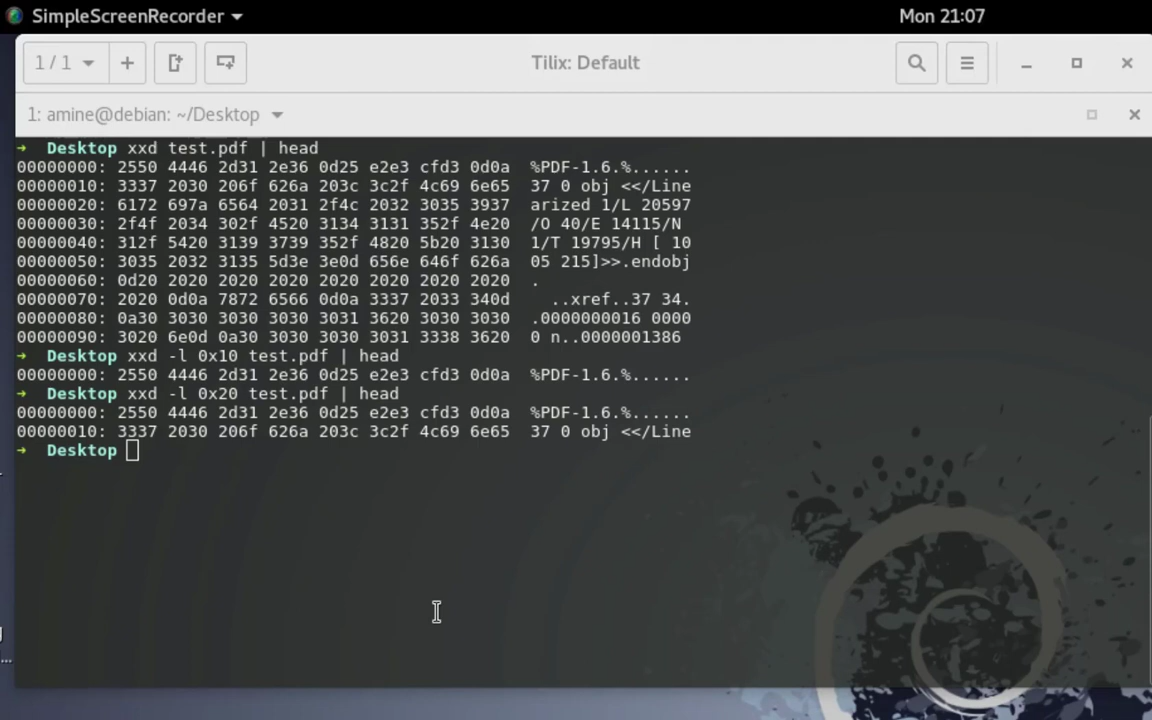 SimpleScreenRecorder
Mon 21:07
1 / 1
Tilix: Default
1: amine@debian: ~/Desktop
➜  Desktop xxd test.pdf | head
00000000: 2550 4446 2d31 2e36 0d25 e2e3 cfd3 0d0a  %PDF-1.6.%......
00000010: 3337 2030 206f 626a 203c 3c2f 4c69 6e65  37 0 obj <</Line
00000020: 6172 697a 6564 2031 2f4c 2032 3035 3937  arized 1/L 20597
00000030: 2f4f 2034 302f 4520 3134 3131 352f 4e20  /O 40/E 14115/N
00000040: 312f 5420 3139 3739 352f 4820 5b20 3130  1/T 19795/H [ 10
00000050: 3035 2032 3135 5d3e 3e0d 656e 646f 626a  05 215]>>.endobj
00000060: 0d20 2020 2020 2020 2020 2020 2020 2020  .
00000070: 2020 0d0a 7872 6566 0d0a 3337 2033 340d    ..xref..37 34.
00000080: 0a30 3030 3030 3030 3031 3620 3030 3030  .0000000016 0000
00000090: 3020 6e0d 0a30 3030 3030 3031 3338 3620  0 n..0000001386
➜  Desktop xxd -l 0x10 test.pdf | head
00000000: 2550 4446 2d31 2e36 0d25 e2e3 cfd3 0d0a  %PDF-1.6.%......
➜  Desktop xxd -l 0x20 test.pdf | head
00000000: 2550 4446 2d31 2e36 0d25 e2e3 cfd3 0d0a  %PDF-1.6.%......
00000010: 3337 2030 206f 626a 203c 3c2f 4c69 6e65  37 0 obj <</Line
➜  Desktop